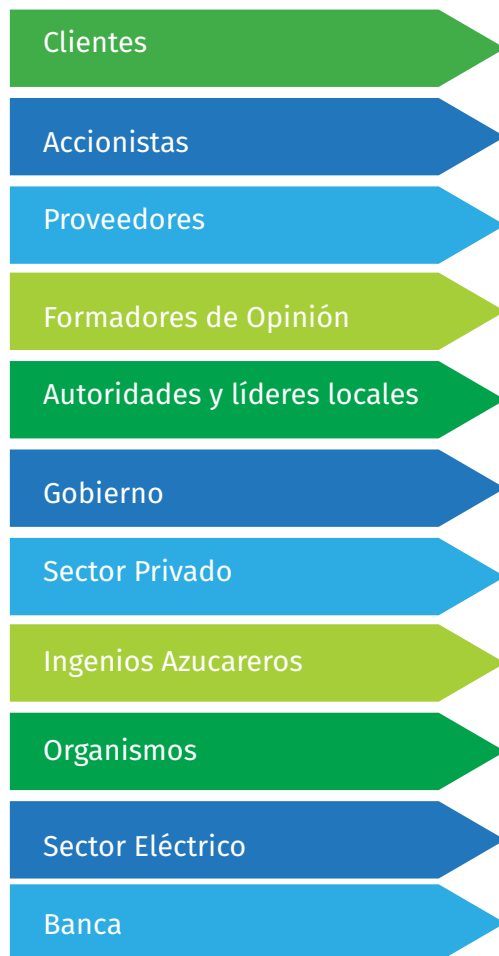 Clientes
Accionistas
Proveedores
Formadores de Opinión
Autoridades y líderes locales
Gobierno
Sector Privado
Ingenios Azucareros
Organismos
Sector Eléctrico
Banca